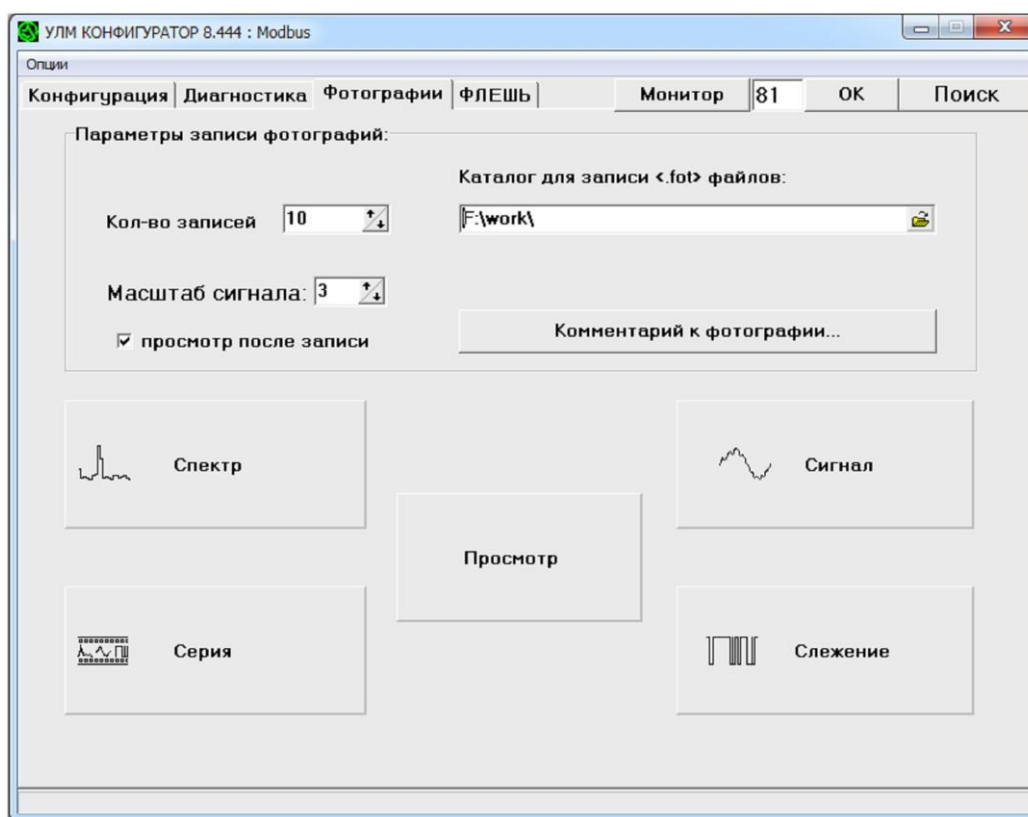 УЛМ КОНФИГУРАТОР 8.444 : Modbus
Опции
Конфигурация Диагностика Фотографии ФЛЕШЬ Монитор 81 OK Поиск
Параметры записи фотографий:
Каталог для записи <.fot> файлов:
Кол-во записей 10 F:\work\
Масштаб сигнала: 3
просмотр после записи Комментарий к фотографии...
Спектр Сигнал
Просмотр
Серия Слежение